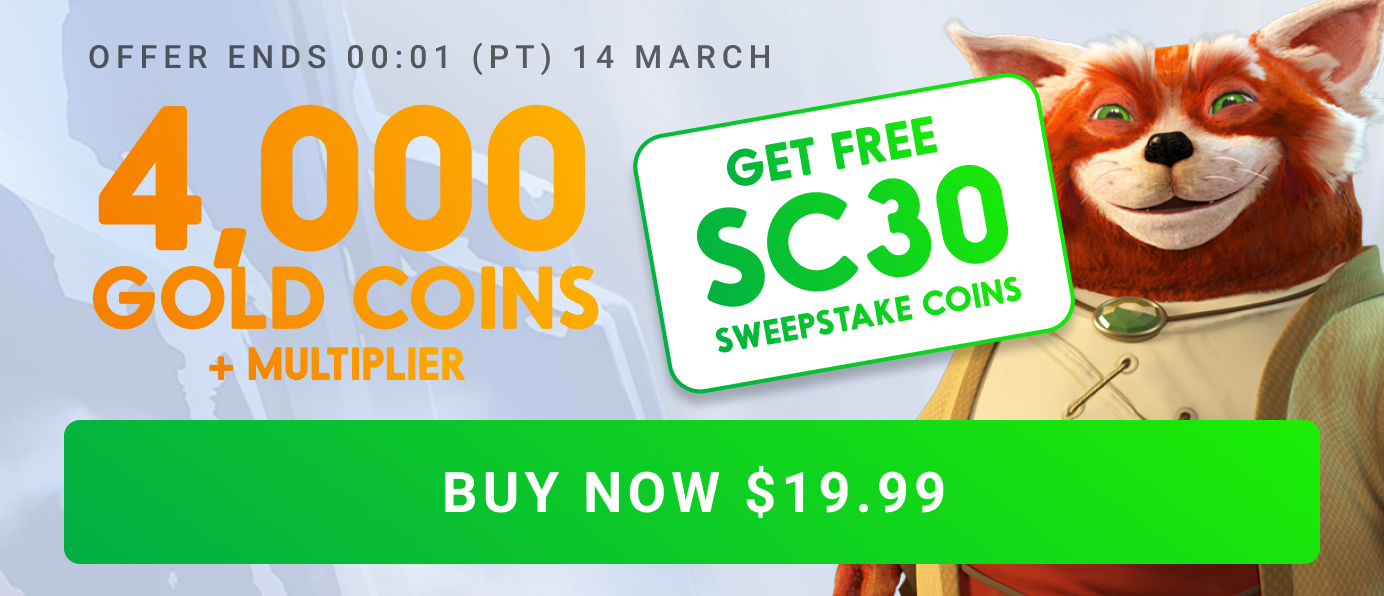 OFFER ENDS 00:01 (PT) 14 MARCH
4,000
GOLD COINS
+ MULTIPLIER
GET FREE
SC30
SWEEPSTAKE COINS
BUY NOW $19.99